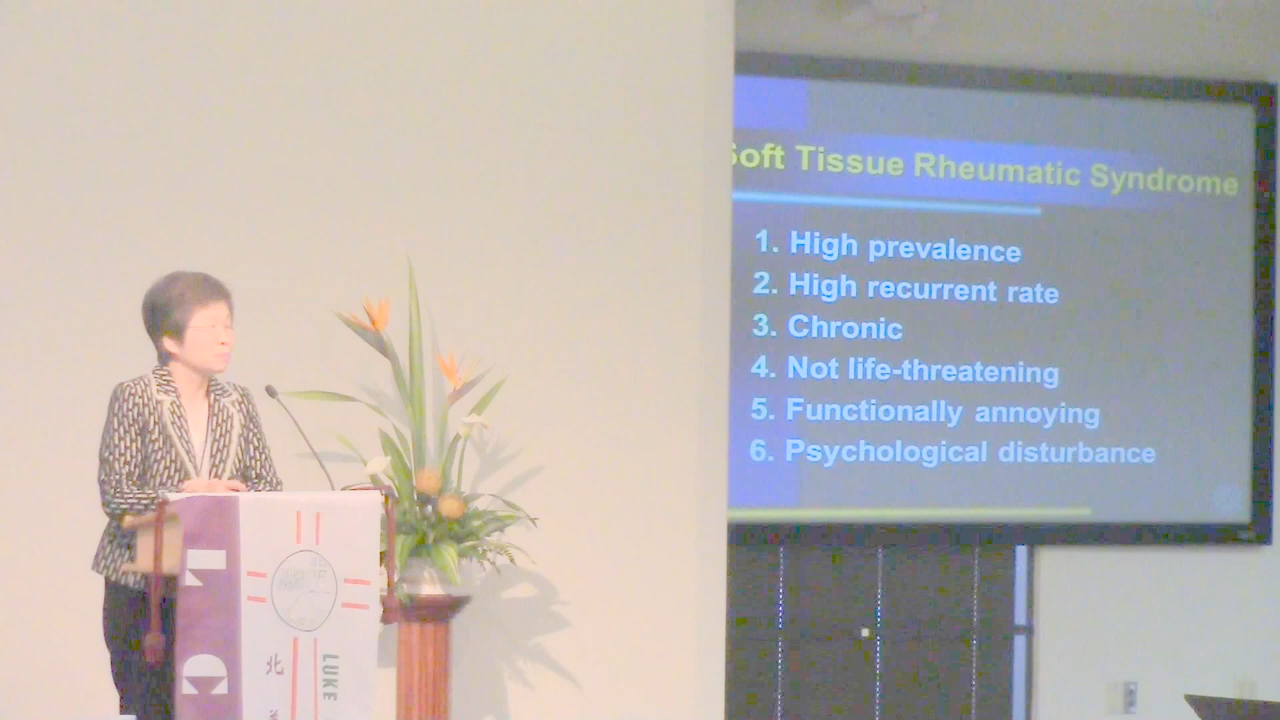 Soft Tissue Rheumatic Syndrome
1. High prevalence
2. High recurrent rate
3. Chronic
4. Not life-threatening
5. Functionally annoying
6. Psychological disturbance
北
LUKE